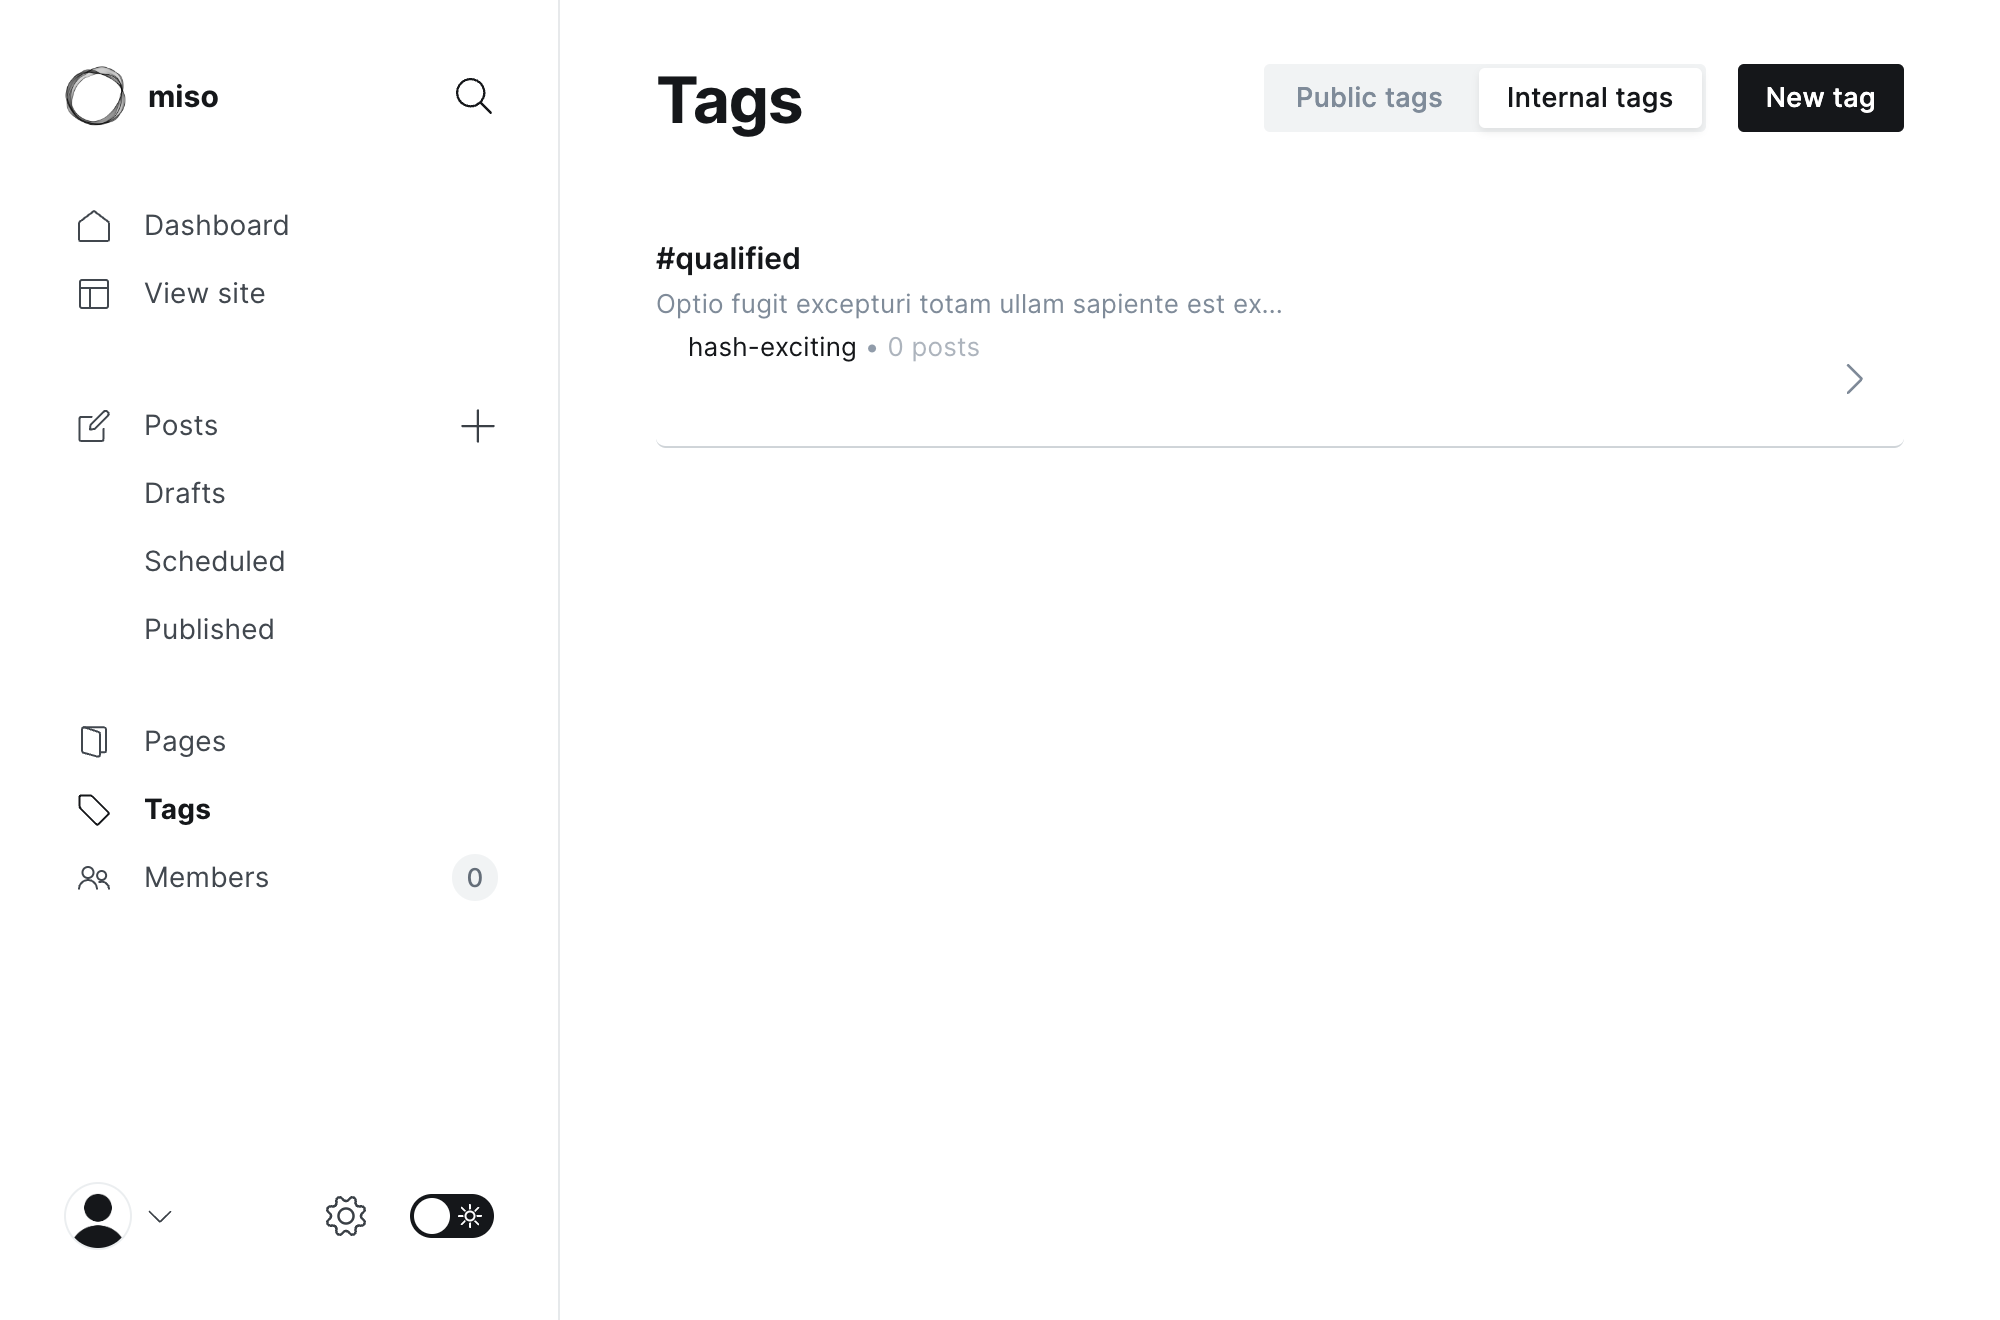 miso
Dashboard
View site
Posts
Drafts
Scheduled
Published
Pages
Tags
Members
0
Tags
Public tags
Internal tags
New tag
#qualified
Optio fugit excepturi totam ullam sapiente est ex...
hash-exciting • 0 posts